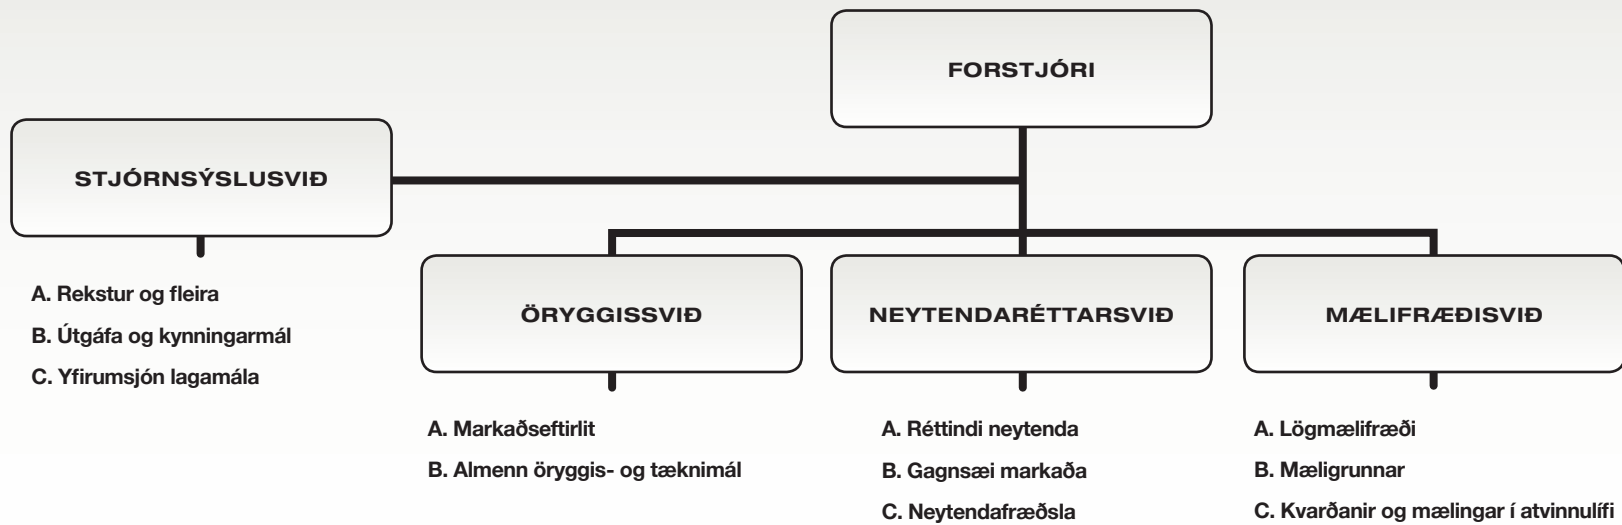 FORSTJÓRI
STJÓRNSÝSLUSVIÐ
A. Rekstur og fleira
B. Útgáfa og kynningarmál
C. Yfirumsjón lagamála
ÖRYGGISSVIÐ
A. Markaðseftirlit
B. Almenn öryggis- og tæknimál
NEYTENDARÉTTARSVIÐ
A. Réttindi neytenda
B. Gagnsæi markaða
C. Neytendafræðsla
MÆLIFRÆÐISVIÐ
A. Lögmælifræði
B. Mæligrunnar
C. Kvarðanir og mælingar í atvinnulífi